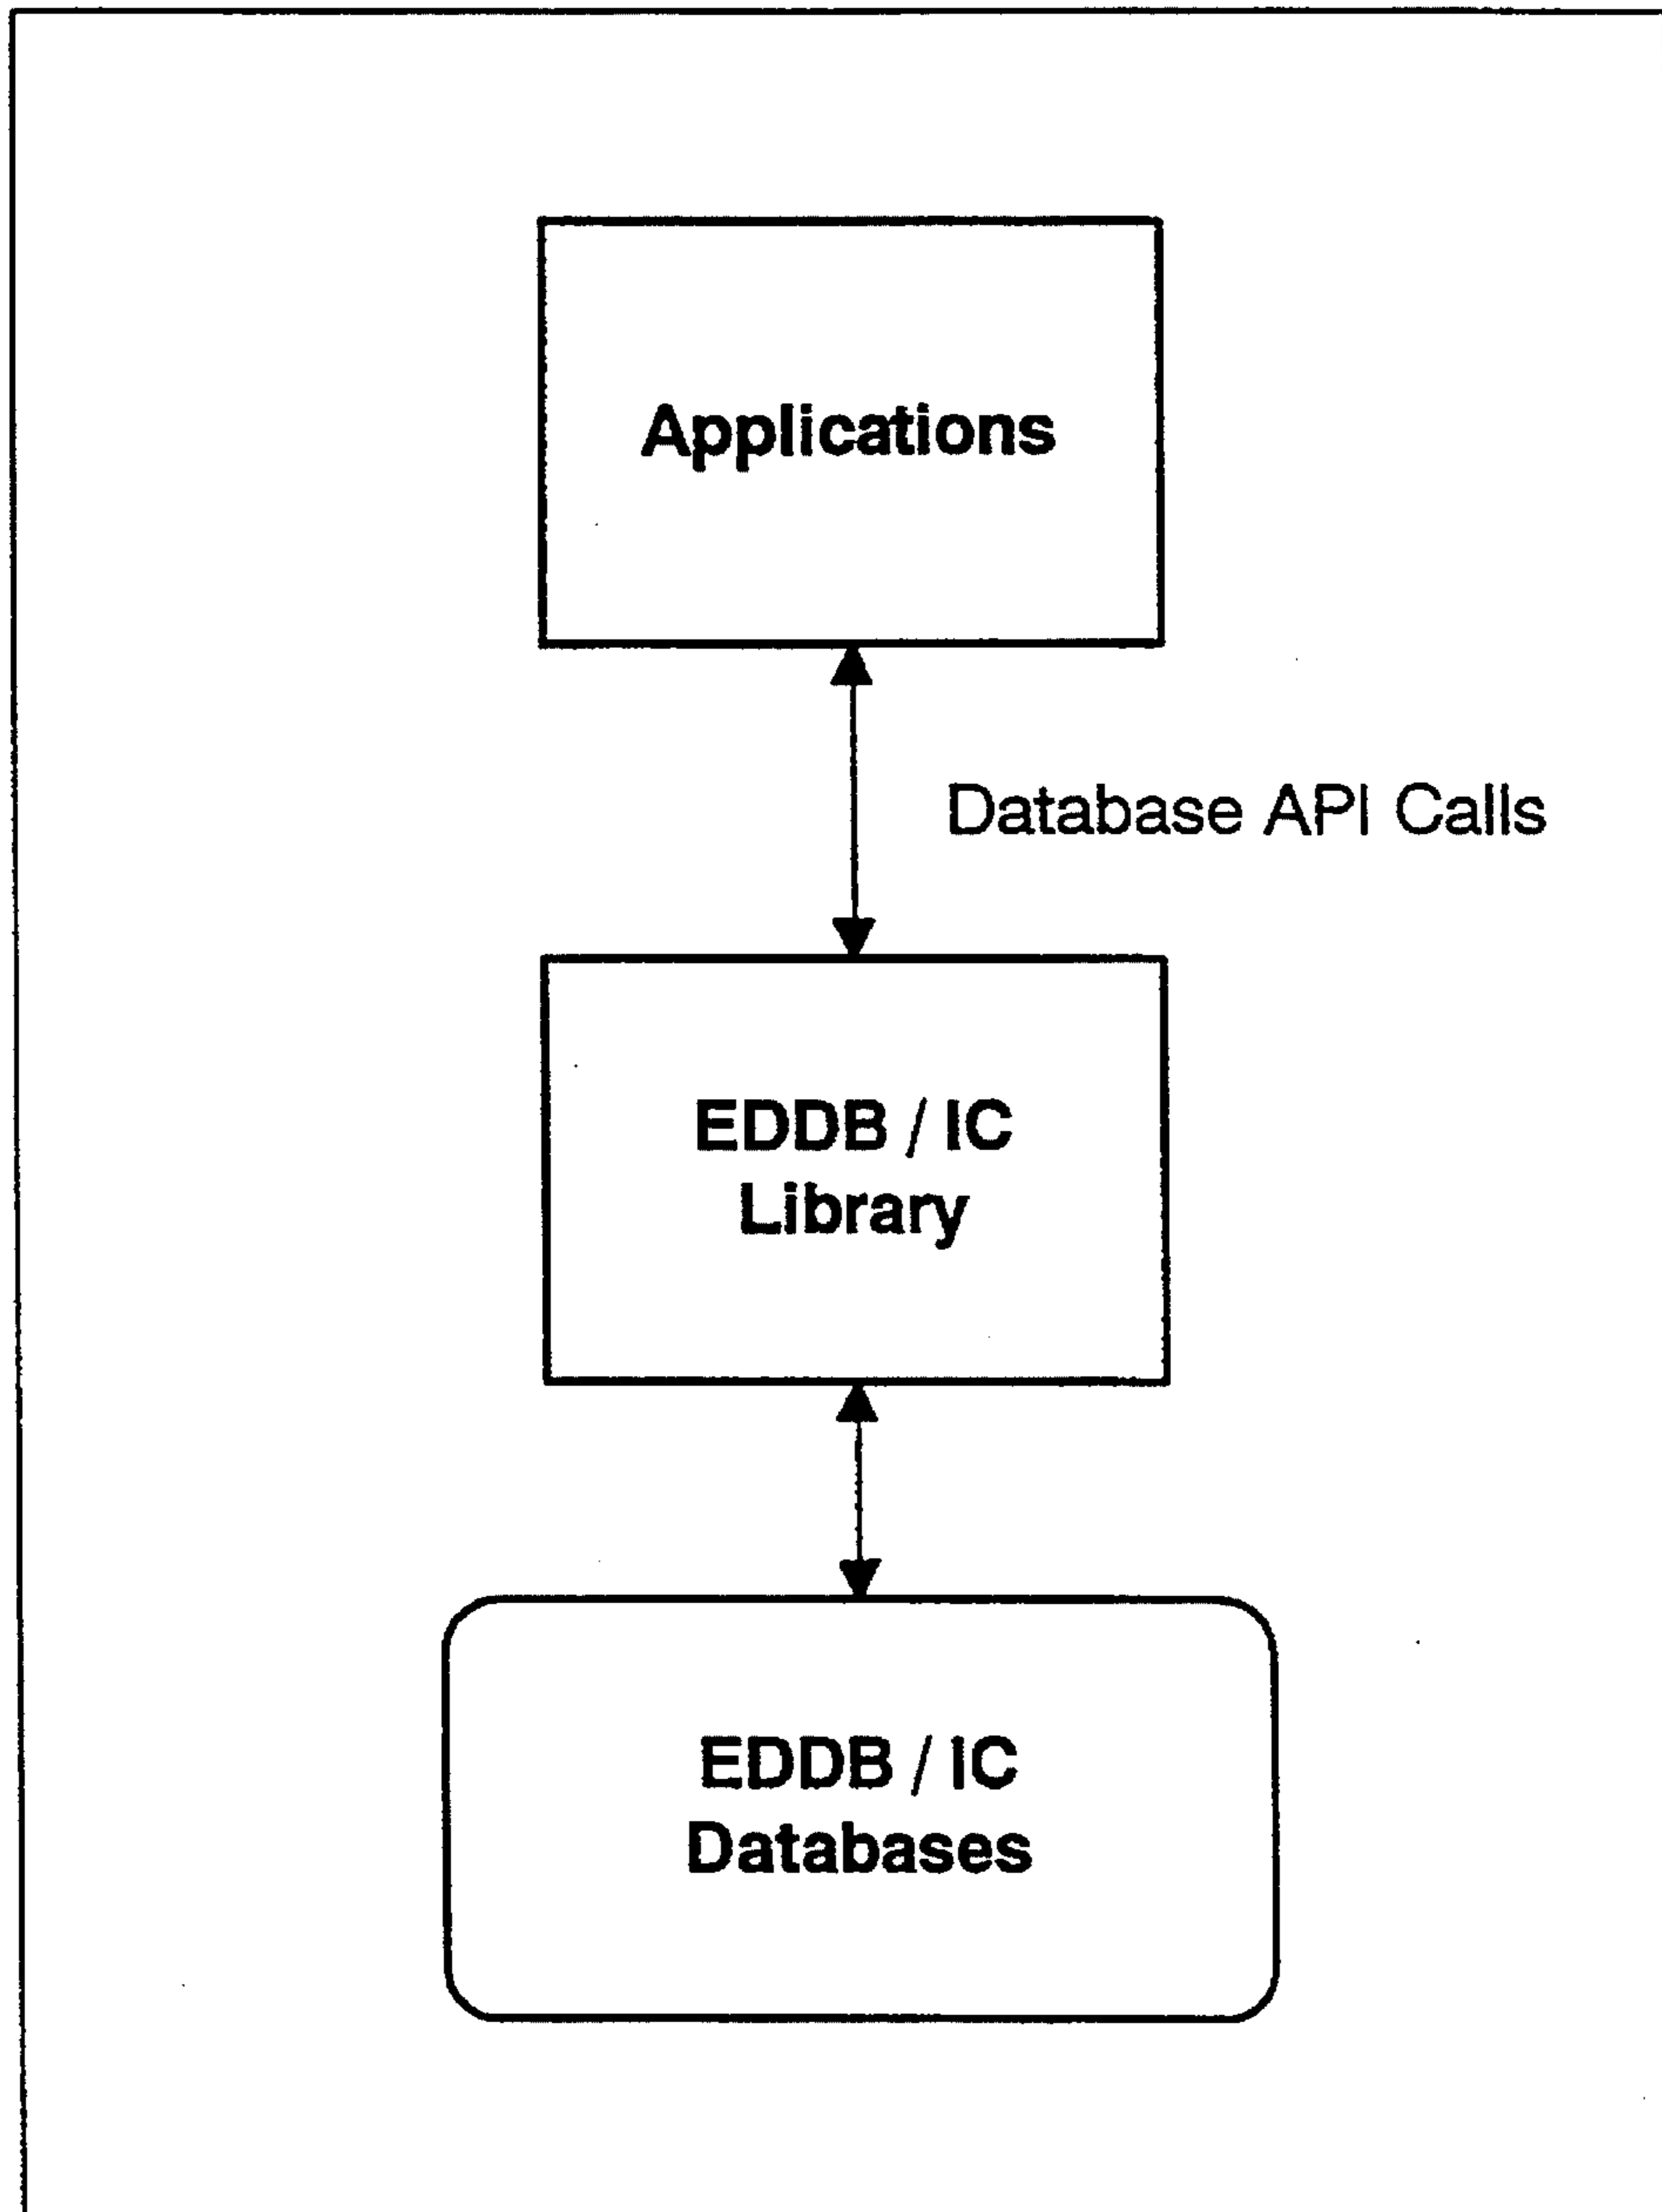 Applications
Database API Calls
EDDB / IC
Library
EDDB / IC
Databases